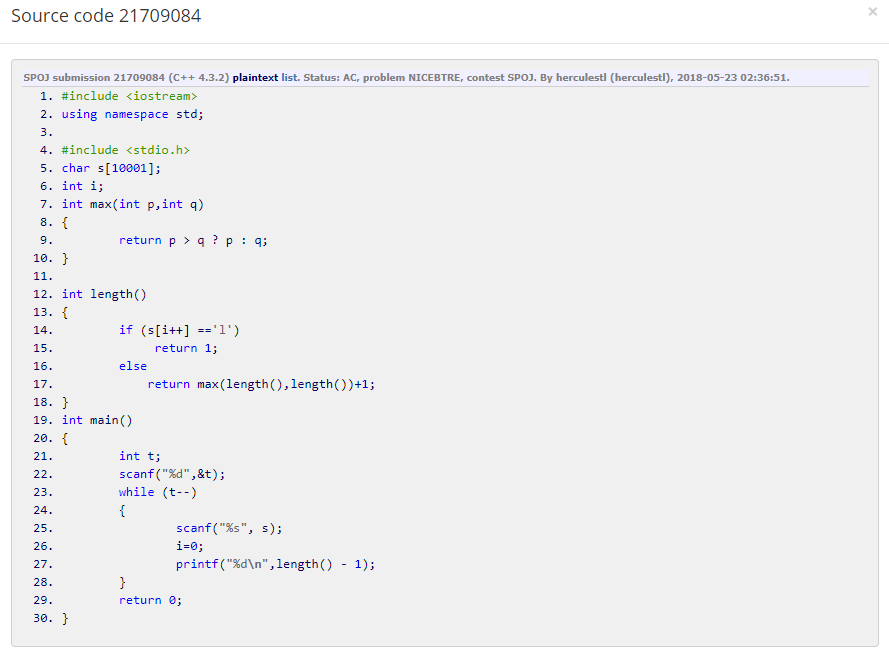 Source code 21709084
×
SPOJ submission 21709084 (C++ 4.3.2) plaintext list. Status: AC, problem NICEBTRE, contest SPOJ. By herculestl (herculestl), 2018-05-23 02:36:51.
1. #include <iostream>
2. using namespace std;
3.
4. #include <stdio.h>
5. char s[10001];
6. int i;
7. int max(int p,int q)
8. {
9.         return p > q ? p : q;
10. }
11.
12. int length()
13. {
14.         if (s[i++] =='l')
15.              return 1;
16.         else
17.             return max(length(),length())+1;
18. }
19. int main()
20. {
21.         int t;
22.         scanf("%d",&t);
23.         while (t--)
24.         {
25.                 scanf("%s", s);
26.                 i=0;
27.                 printf("%d\n",length() - 1);
28.         }
29.         return 0;
30. }